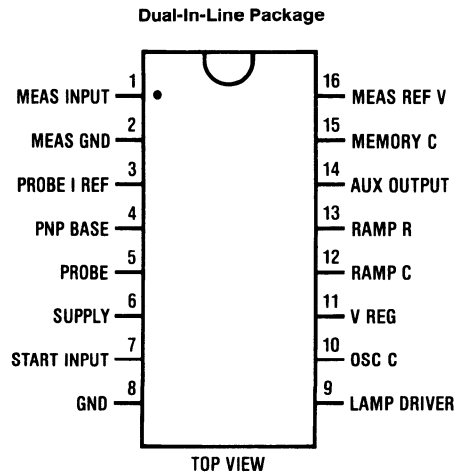 Dual-In-Line Package
1 16
MEAS INPUT MEAS REF V
2 15
MEAS GND MEMORY C
3 14
PROBE I REF AUX OUTPUT
4 13
PNP BASE RAMP R
5 12
PROBE RAMP C
6 11
SUPPLY V REG
7 10
START INPUT OSC C
8 9
GND LAMP DRIVER
TOP VIEW